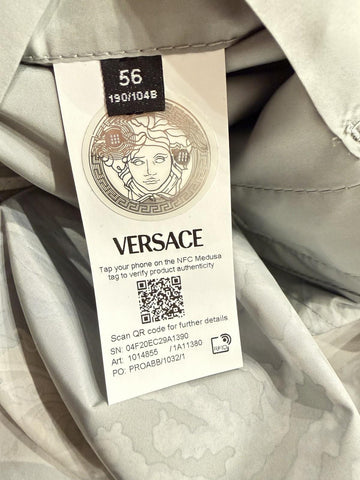 56
190/104B
VERSACE
Tap your phone on the NFC Medusa
tag to verify product authenticity
Scan QR code for further details
SN: 04F20EC29A1390
Art: 1014855 /1A11380
PO: PROABB/1032/1
RFID